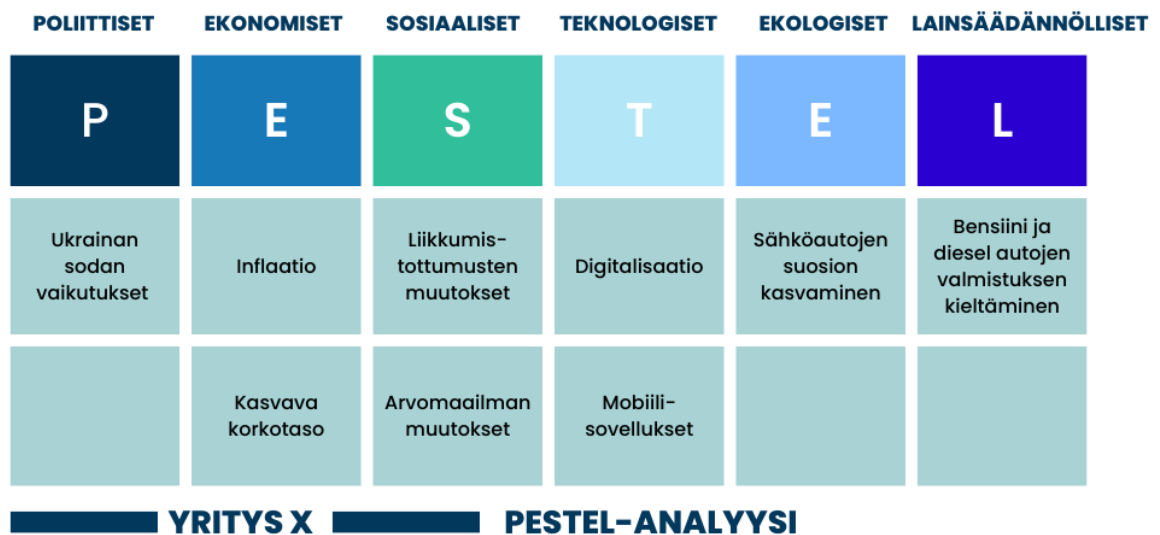 POLIITTISET
EKONOMISET
SOSIAALISET
TEKNOLOGISET
EKOLOGISET
LAINSÄÄDÄNNÖLLISET
P
E
S
T
E
L
Ukrainan
sodan
vaikutukset
Inflaatio
Liikkumis-
tottumusten
muutokset
Digitalisaatio
Sähköautojen
suosion
kasvaminen
Bensiini ja
diesel autojen
valmistuksen
kieltäminen
Kasvava
korkotaso
Arvomaailman
muutokset
Mobiili-
sovellukset
YRITYS X
PESTEL-ANALYYSI